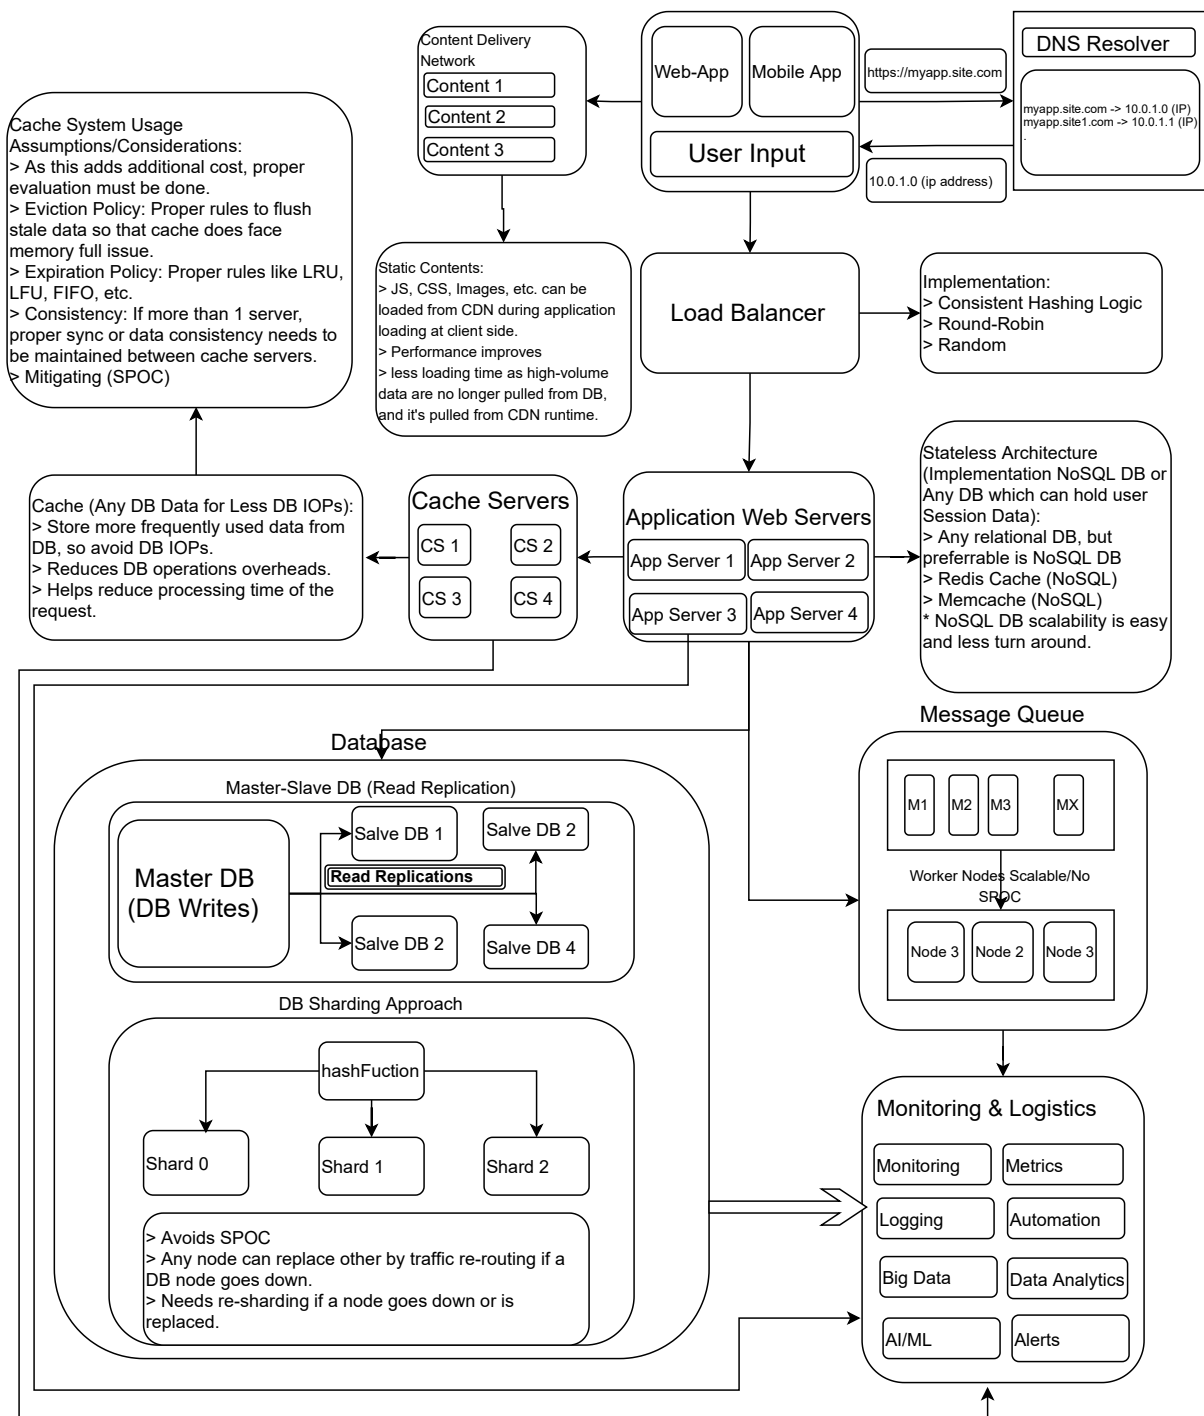 Content Delivery
Network
Content 1
Content 2
Content 3
Web-App
Mobile App
User Input
https://myapp.site.com
10.0.1.0 (ip address)
DNS Resolver
myapp.site.com -> 10.0.1.0 (IP)
myapp.site1.com -> 10.0.1.1 (IP)
.
Cache System Usage
Assumptions/Considerations:
> As this adds additional cost, proper
evaluation must be done.
> Eviction Policy: Proper rules to flush
stale data so that cache does face
memory full issue.
> Expiration Policy: Proper rules like LRU,
LFU, FIFO, etc.
> Consistency: If more than 1 server,
proper sync or data consistency needs to
be maintained between cache servers.
> Mitigating (SPOC)
Static Contents:
> JS, CSS, Images, etc. can be
loaded from CDN during application
loading at client side.
> Performance improves
> less loading time as high-volume
data are no longer pulled from DB,
and it's pulled from CDN runtime.
Load Balancer
Implementation:
> Consistent Hashing Logic
> Round-Robin
> Random
Cache (Any DB Data for Less DB IOPs):
> Store more frequently used data from
DB, so avoid DB IOPs.
> Reduces DB operations overheads.
> Helps reduce processing time of the
request.
Cache Servers
CS 1
CS 2
CS 3
CS 4
Application Web Servers
App Server 1
App Server 2
App Server 3
App Server 4
Stateless Architecture
(Implementation NoSQL DB or
Any DB which can hold user
Session Data):
> Any relational DB, but
preferrable is NoSQL DB
> Redis Cache (NoSQL)
> Memcache (NoSQL)
* NoSQL DB scalability is easy
and less turn around.
Database
Master-Slave DB (Read Replication)
Master DB
(DB Writes)
Salve DB 1
Salve DB 2
Read Replications
Salve DB 2
Salve DB 4
DB Sharding Approach
hashFuction
Shard 0
Shard 1
Shard 2
> Avoids SPOC
> Any node can replace other by traffic re-routing if a
DB node goes down.
> Needs re-sharding if a node goes down or is
replaced.
Message Queue
M1
M2
M3
MX
Worker Nodes Scalable/No
SPOC
Node 3
Node 2
Node 3
Monitoring & Logistics
Monitoring
Metrics
Logging
Automation
Big Data
Data Analytics
AI/ML
Alerts